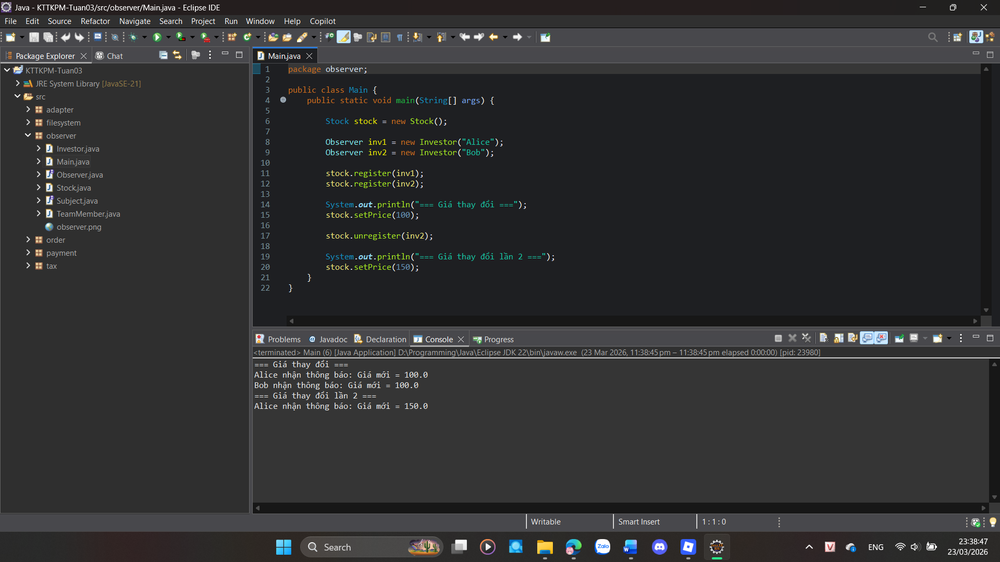 Java - KTTKPM-Tuan03/src/observer/Main.java - Eclipse IDE
File Edit Source Refactor Navigate Search Project Run Window Help Copilot
Package Explorer Chat
KTTKPM-Tuan03
JRE System Library [JavaSE-21]
src
adapter
filesystem
observer
Investor.java
Main.java
Observer.java
Stock.java
Subject.java
TeamMember.java
observer.png
order
payment
tax
Main.java
1 package observer;
2
3 public class Main {
4 public static void main(String[] args) {
5
6 Stock stock = new Stock();
7
8 Observer inv1 = new Investor("Alice");
9 Observer inv2 = new Investor("Bob");
10
11 stock.register(inv1);
12 stock.register(inv2);
13
14 System.out.println("=== Giá thay đổi ===");
15 stock.setPrice(100);
16
17 stock.unregister(inv2);
18
19 System.out.println("=== Giá thay đổi lần 2 ===");
20 stock.setPrice(150);
21 }
22 }
Problems Javadoc Declaration Console Progress
<terminated> Main (6) [Java Application] D:\Programming\Java\Eclipse JDK 22\bin\javaw.exe (23 Mar 2026, 11:38:45 pm – 11:38:45 pm elapsed 0:00:00) [pid: 23980]
=== Giá thay đổi ===
Alice nhận thông báo: Giá mới = 100.0
Bob nhận thông báo: Giá mới = 100.0
=== Giá thay đổi lần 2 ===
Alice nhận thông báo: Giá mới = 150.0
Writable Smart Insert 1 : 1 : 0
Search
Zalo
ENG
23:38:47
23/03/2026